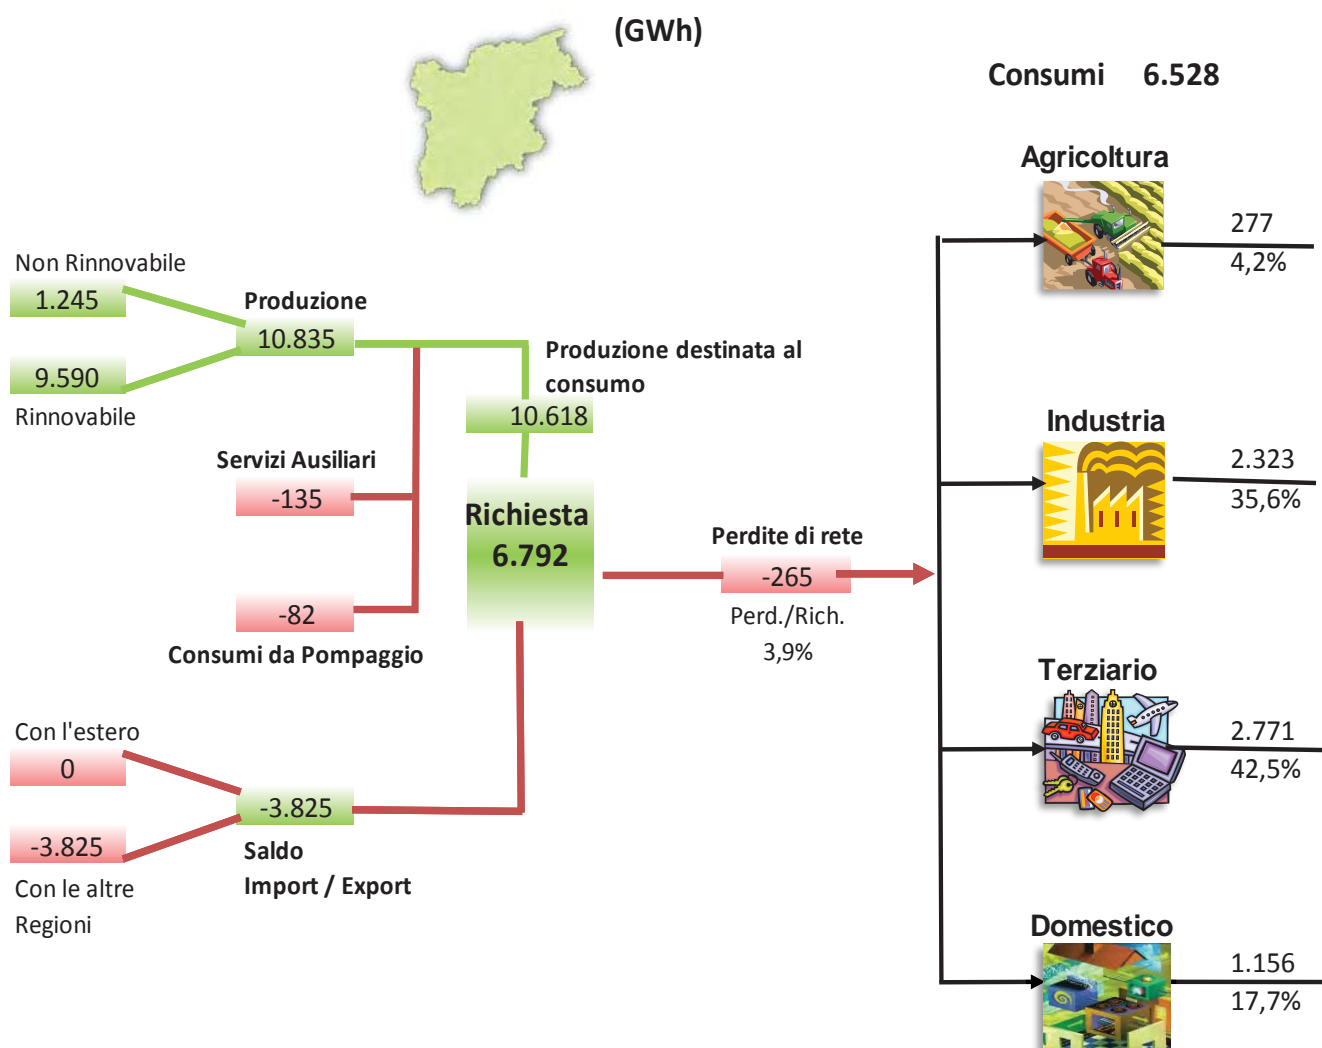 (GWh)
Consumi 6.528
Agricoltura
277
4,2%
Non Rinnovabile
1.245
Produzione
10.835
9.590
Rinnovabile
Produzione destinata al
consumo
10.618
Servizi Ausiliari
-135
Richiesta
6.792
-82
Consumi da Pompaggio
Perdite di rete
-265
Perd./Rich.
3,9%
Industria
2.323
35,6%
Con l'estero
0
-3.825
Con le altre
Regioni
-3.825
Saldo
Import / Export
Terziario
2.771
42,5%
Domestico
1.156
17,7%